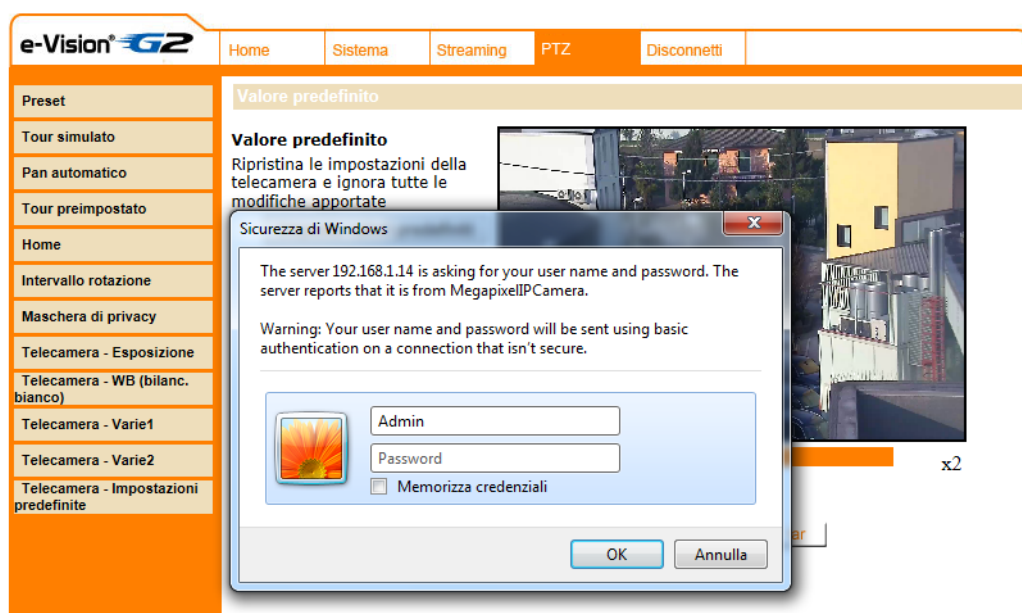 e-Vision® G2
Home
Sistema
Streaming
PTZ
Disconnetti
Preset
Tour simulato
Pan automatico
Tour preimpostato
Home
Intervallo rotazione
Maschera di privacy
Telecamera - Esposizione
Telecamera - WB (bilanc.
bianco)
Telecamera - Varie1
Telecamera - Varie2
Telecamera - Impostazioni
predefinite
Valore predefinito
Valore predefinito
Ripristina le impostazioni della
telecamera e ignora tutte le
modifiche apportate
Sicurezza di Windows
The server 192.168.1.14 is asking for your user name and password. The
server reports that it is from MegapixelIPCamera.
Warning: Your user name and password will be sent using basic
authentication on a connection that isn't secure.
Admin
Password
Memorizza credenziali
OK
Annulla
x2
ar